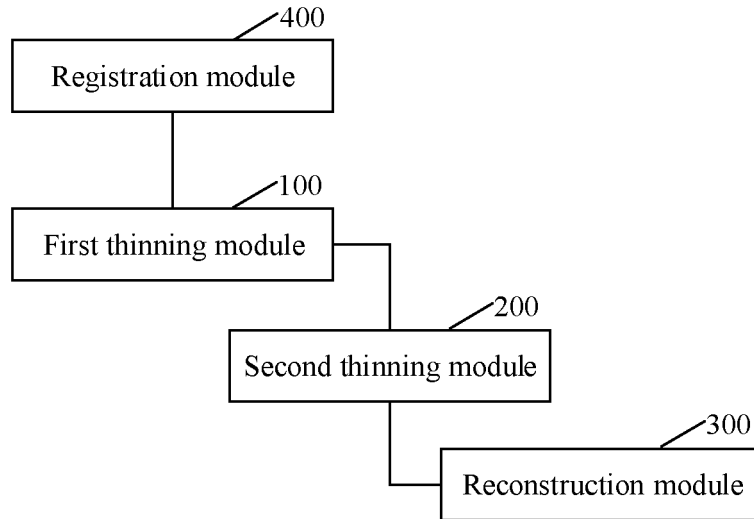 400
Registration module
100
First thinning module
200
Second thinning module
300
Reconstruction module